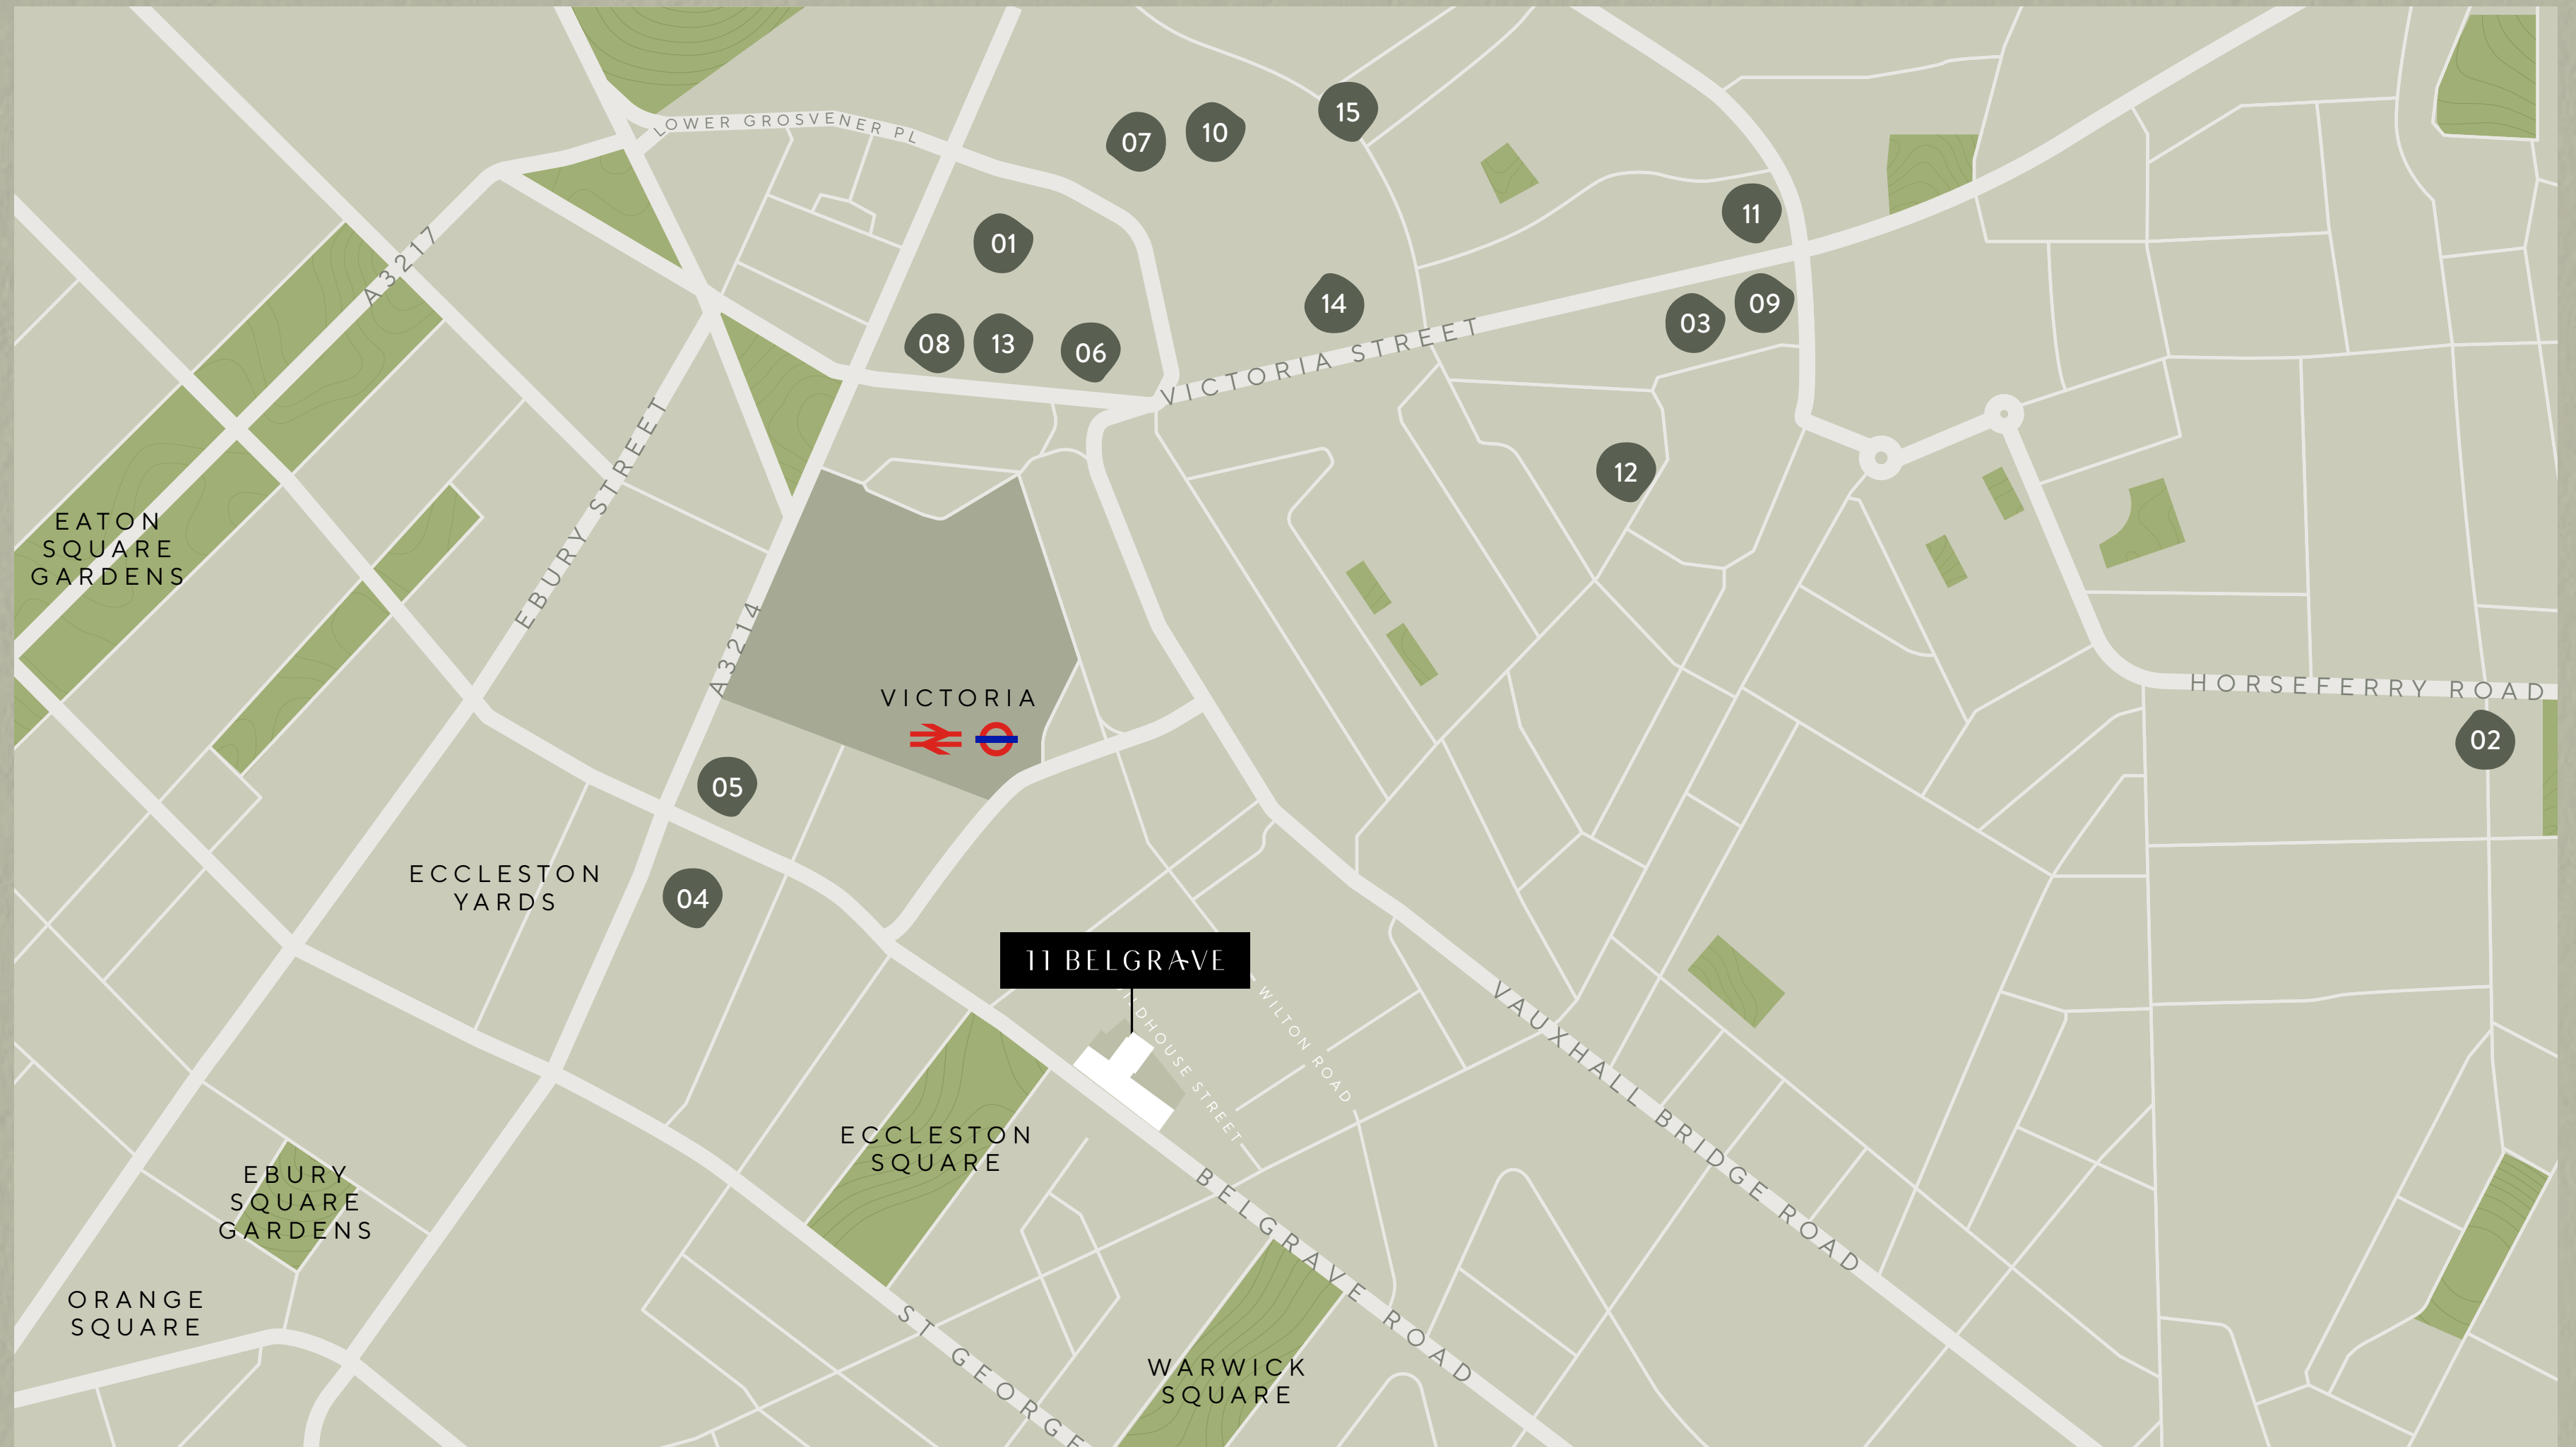 LOWER GROSVENER PL
15
10
07
11
01
A3217
09
14
03
VICTORIA STREET
08
13
06
12
EBURY STREET
EATON
SQUARE
GARDENS
A3214
HORSEFERRY ROAD
VICTORIA
02
05
ECCLESTON
YARDS
04
11 BELGRAVE
WILTON ROAD
STREET
VAUXHALL BRIDGE ROAD
ECCLESTON
SQUARE
EBURY
SQUARE
GARDENS
BELGRAVE ROAD
ORANGE
SQUARE
ST GEORGE
WARWICK
SQUARE